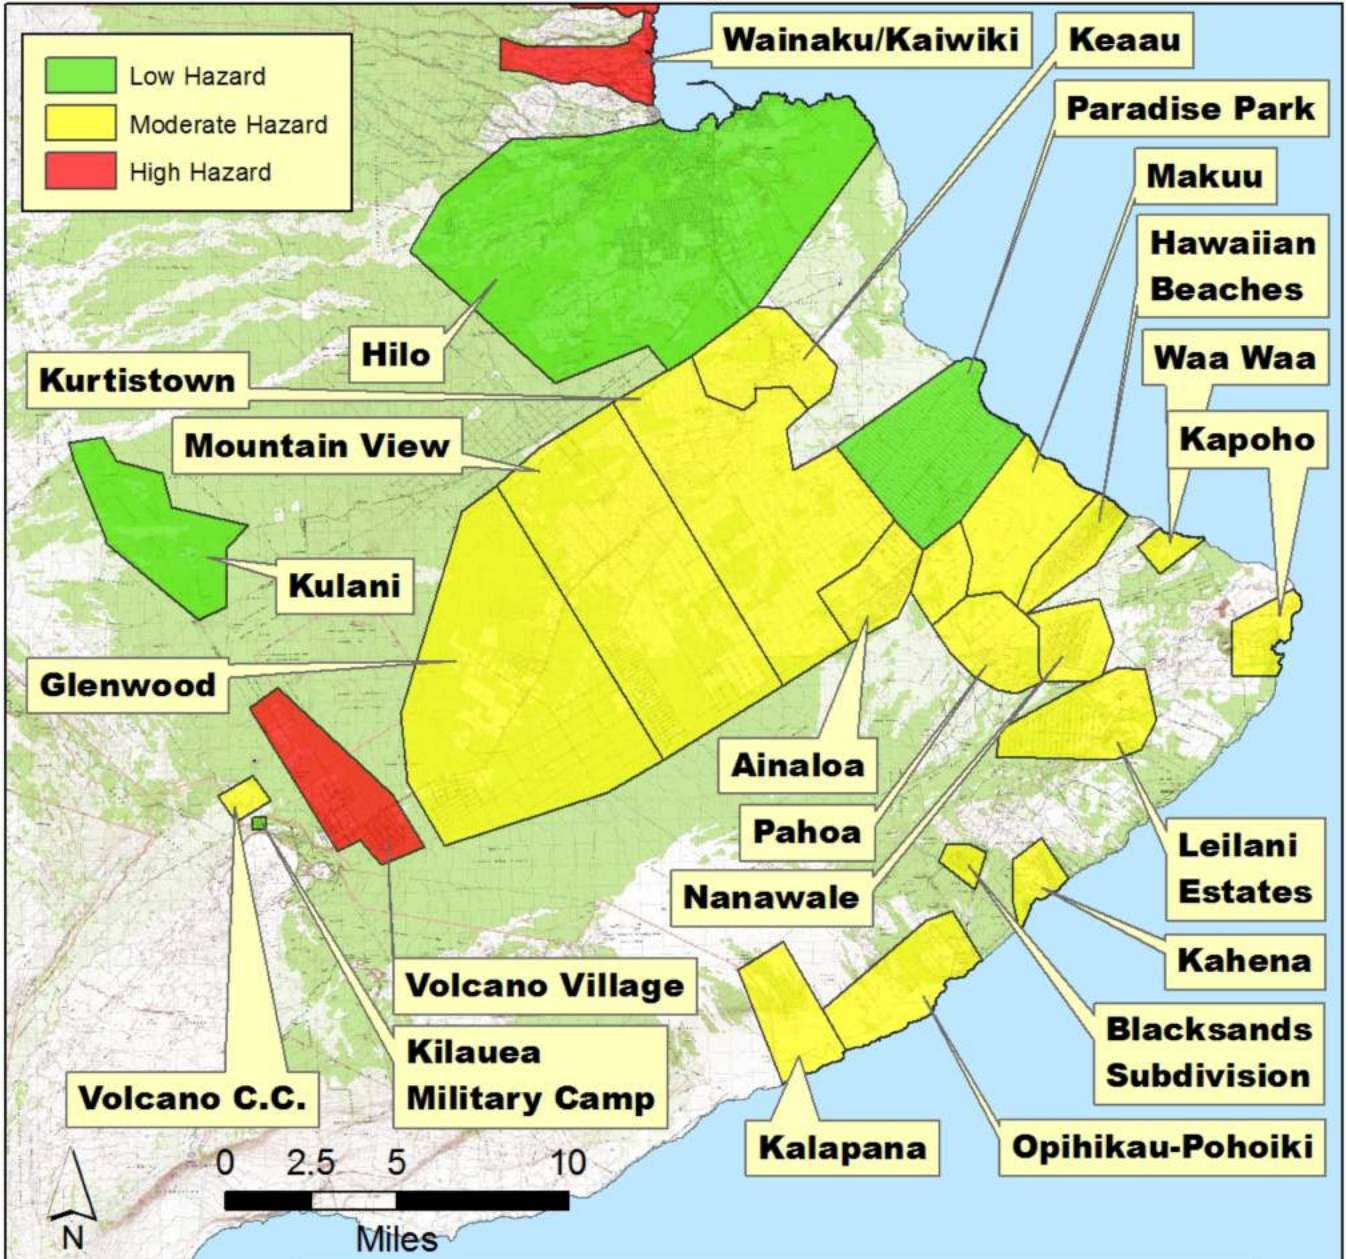 Low Hazard
Moderate Hazard
High Hazard
Wainaku/Kaiwiki
Keaau
Paradise Park
Makuu
Hawaiian
Beaches
Waa Waa
Kapoho
Hilo
Kurtistown
Mountain View
Kulani
Glenwood
Ainaloa
Pahoa
Nanawale
Leilani
Estates
Kahena
Blacksands
Subdivision
Opihikau-Pohoiki
Kalapana
Volcano Village
Kilauea
Military Camp
Volcano C.C.
0 2.5 5 10
Miles
N